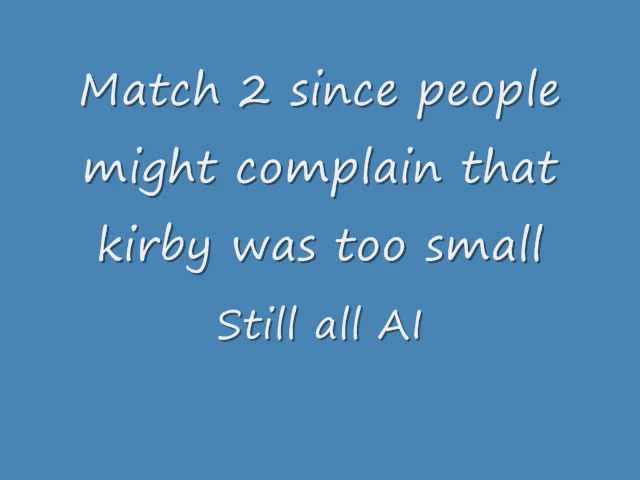 Match 2 since people
might complain that
kirby was too small
Still all AI